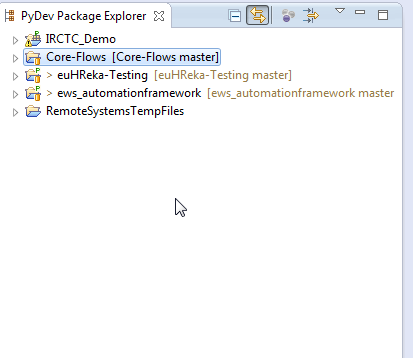 PyDev Package Explorer
IRCTC_Demo
Core-Flows [Core-Flows master]
> euHReka-Testing [euHReka-Testing master]
> ews_automationframework [ews_automationframework master
RemoteSystemsTempFiles